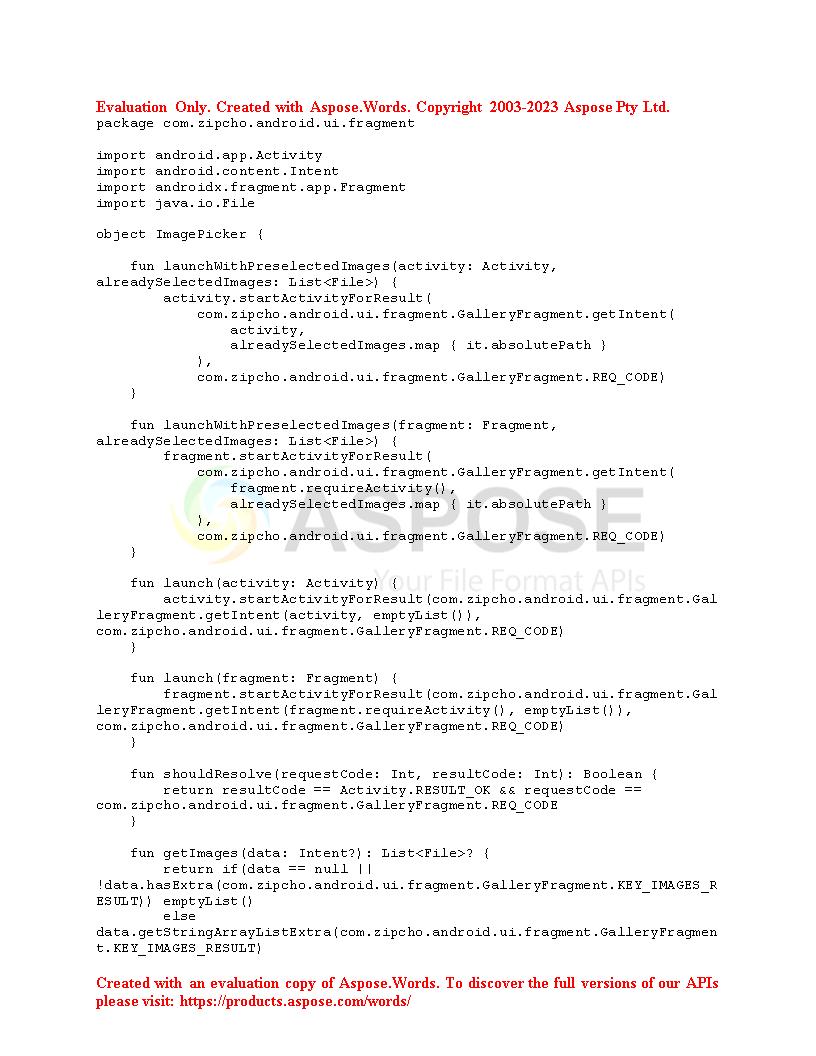 Evaluation Only. Created with Aspose.Words. Copyright 2003-2023 Aspose Pty Ltd.
package com.zipcho.android.ui.fragment

import android.app.Activity
import android.content.Intent
import androidx.fragment.app.Fragment
import java.io.File

object ImagePicker {

    fun launchWithPreselectedImages(activity: Activity,
alreadySelectedImages: List<File>) {
        activity.startActivityForResult(
            com.zipcho.android.ui.fragment.GalleryFragment.getIntent(
                activity,
                alreadySelectedImages.map { it.absolutePath }
            ),
            com.zipcho.android.ui.fragment.GalleryFragment.REQ_CODE)
    }

    fun launchWithPreselectedImages(fragment: Fragment,
alreadySelectedImages: List<File>) {
        fragment.startActivityForResult(
            com.zipcho.android.ui.fragment.GalleryFragment.getIntent(
                fragment.requireActivity(),
                alreadySelectedImages.map { it.absolutePath }
            ),
            com.zipcho.android.ui.fragment.GalleryFragment.REQ_CODE)
    }
ASPOSE
Your File Format APIs

    fun launch(activity: Activity) {
        activity.startActivityForResult(com.zipcho.android.ui.fragment.Gal
leryFragment.getIntent(activity, emptyList()),
com.zipcho.android.ui.fragment.GalleryFragment.REQ_CODE)
    }

    fun launch(fragment: Fragment) {
        fragment.startActivityForResult(com.zipcho.android.ui.fragment.Gal
leryFragment.getIntent(fragment.requireActivity(), emptyList()),
com.zipcho.android.ui.fragment.GalleryFragment.REQ_CODE)
    }

    fun shouldResolve(requestCode: Int, resultCode: Int): Boolean {
        return resultCode == Activity.RESULT_OK && requestCode ==
com.zipcho.android.ui.fragment.GalleryFragment.REQ_CODE
    }

    fun getImages(data: Intent?): List<File>? {
        return if(data == null ||
!data.hasExtra(com.zipcho.android.ui.fragment.GalleryFragment.KEY_IMAGES_R
ESULT)) emptyList()
        else
data.getStringArrayListExtra(com.zipcho.android.ui.fragment.GalleryFragmen
t.KEY_IMAGES_RESULT)

Created with an evaluation copy of Aspose.Words. To discover the full versions of our APIs
please visit: https://products.aspose.com/words/